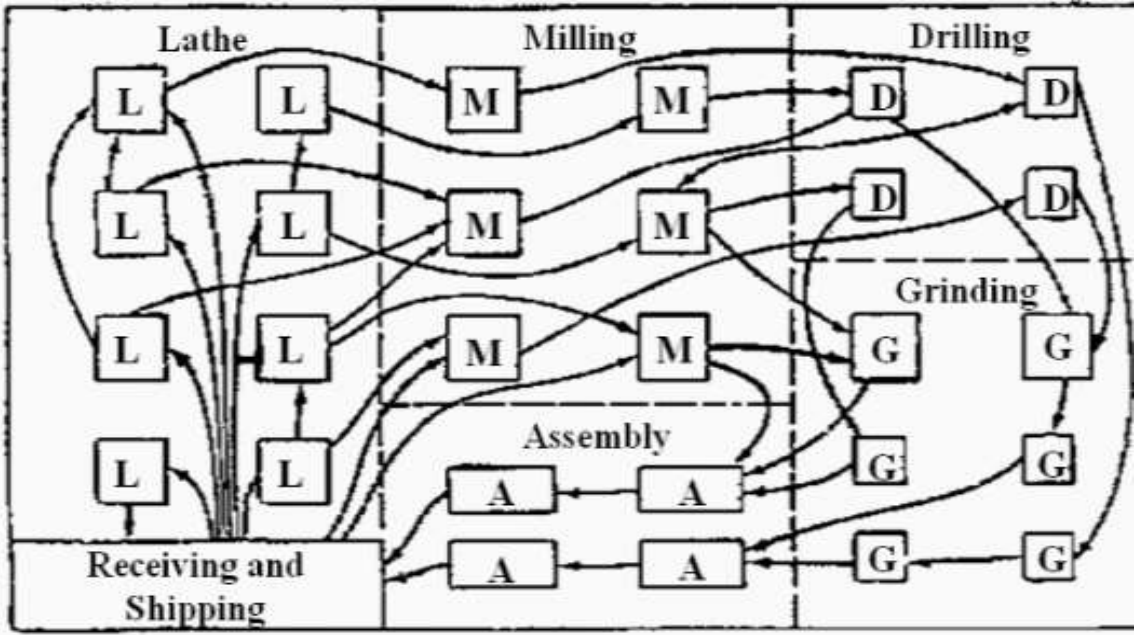 Lathe
Milling
Drilling
L
L
M
M
D
D
L
L
M
M
D
D
Grinding
L
L
M
M
G
G
Assembly
L
L
A
A
G
G
Receiving and
Shipping
A
A
G
G